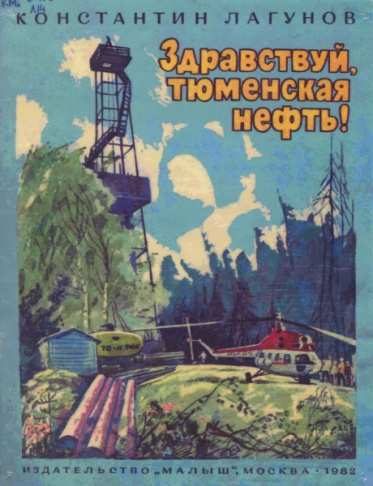 КОНСТАНТИН ЛАГУНОВ
Здравствуй,
тюменская
нефть!
ИЗДАТЕЛЬСТВО „МАЛЫШ", МОСКВА · 1982